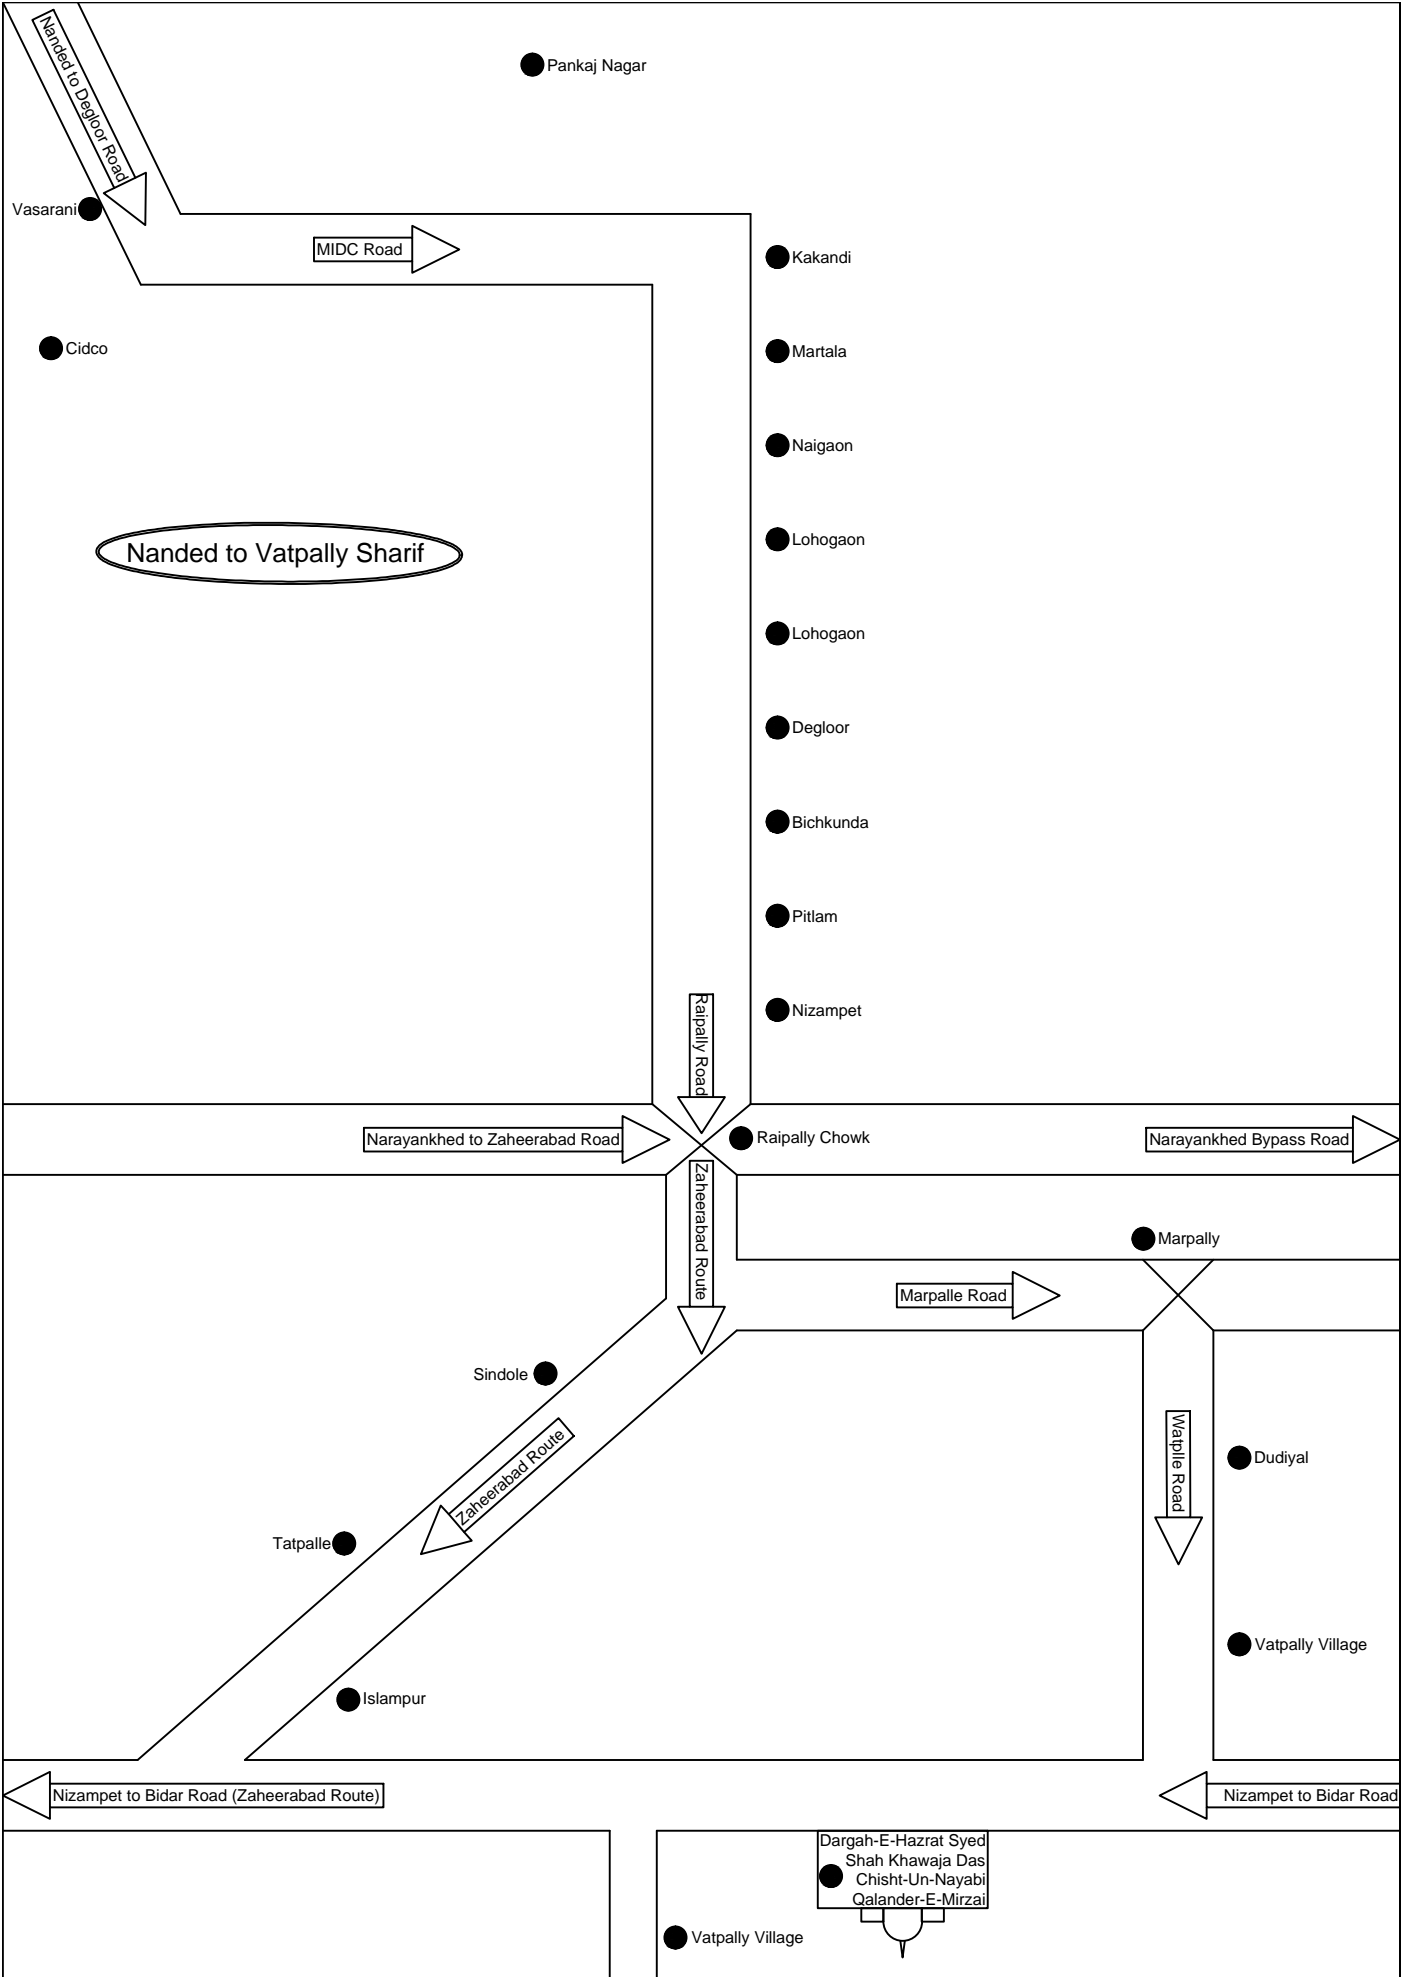 Nanded to Degloor Road
Pankaj Nagar
Vasarani
MIDC Road
Kakandi
Cidco
Martala
Naigaon
Nanded to Vatpally Sharif
Lohogaon
Lohogaon
Degloor
Bichkunda
Pitlam
Nizampet
Raipally Road
Narayankhed to Zaheerabad Road
Raipally Chowk
Narayankhed Bypass Road
Zaheerabad Route
Marpally
Marpalle Road
Sindole
Zaheerabad Route
Watplle Road
Dudiyal
Tatpalle
Vatpally Village
Islampur
Nizampet to Bidar Road (Zaheerabad Route)
Nizampet to Bidar Road
Dargah-E-Hazrat Syed
Shah Khawaja Das
Chisht-Un-Nayabi
Qalander-E-Mirzai
Vatpally Village